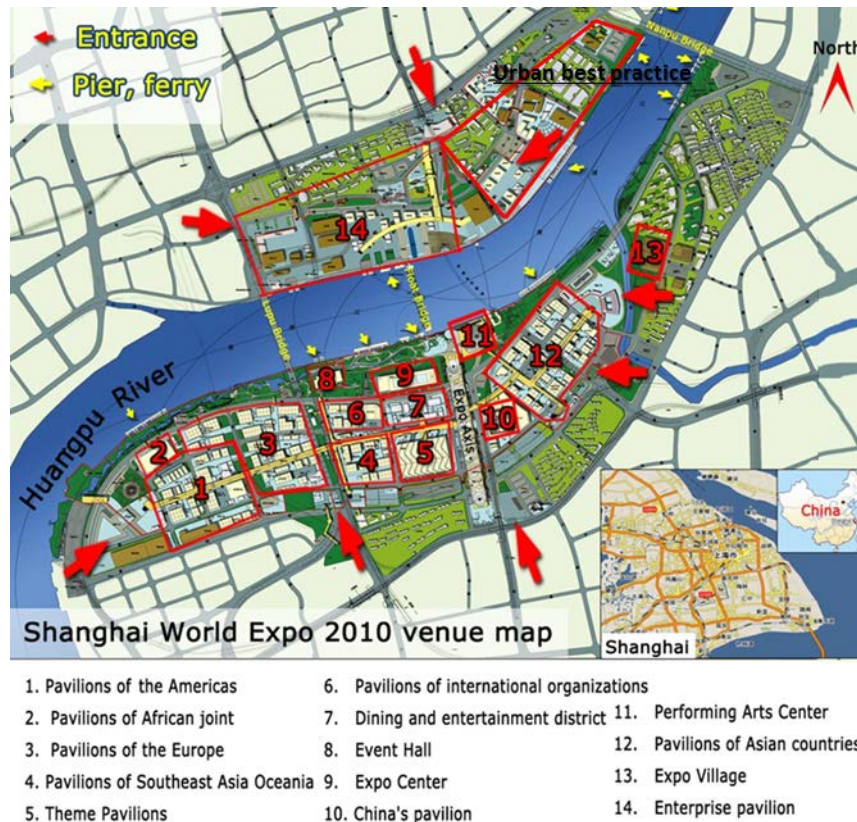 Entrance
Pier, ferry
Nanpu Bridge
North
Urban best practice
14
13
Lupu Bridge
11
12
8
9
Huangpu River
Expo Axis
10
6
7
3
2
4
5
1
China
上海市
Shanghai World Expo 2010 venue map
Shanghai
1. Pavilions of the Americas
2. Pavilions of African joint
3. Pavilions of the Europe
4. Pavilions of Southeast Asia Oceania
5. Theme Pavilions
6. Pavilions of international organizations
7. Dining and entertainment district
8. Event Hall
9. Expo Center
10. China's pavilion
11. Performing Arts Center
12. Pavilions of Asian countries
13. Expo Village
14. Enterprise pavilion